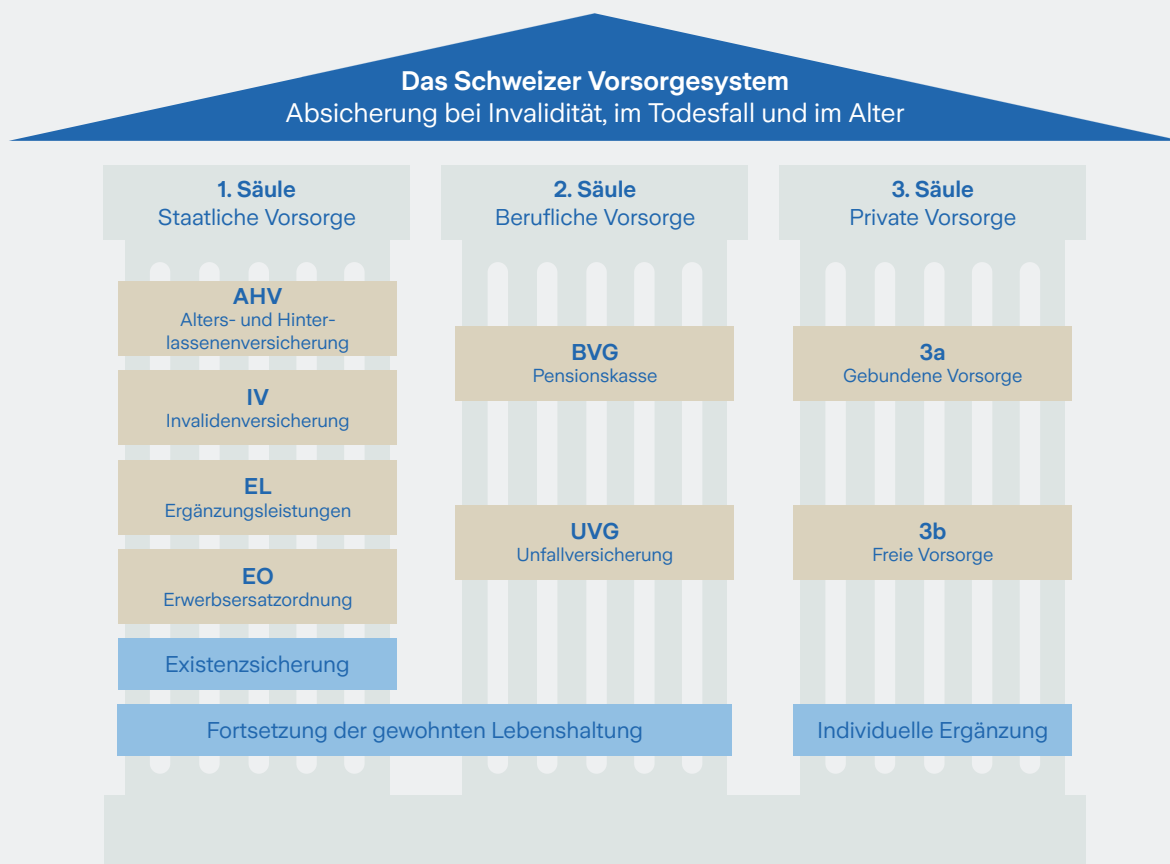 Das Schweizer Vorsorgesystem
Absicherung bei Invalidität, im Todesfall und im Alter
1. Säule
Staatliche Vorsorge
AHV
Alters- und Hinter-
lassenenversicherung
IV
Invalidenversicherung
EL
Ergänzungsleistungen
EO
Erwerbsersatzordnung
Existenzsicherung
2. Säule
Berufliche Vorsorge
BVG
Pensionskasse
UVG
Unfallversicherung
Fortsetzung der gewohnten Lebenshaltung
3. Säule
Private Vorsorge
3a
Gebundene Vorsorge
3b
Freie Vorsorge
Individuelle Ergänzung